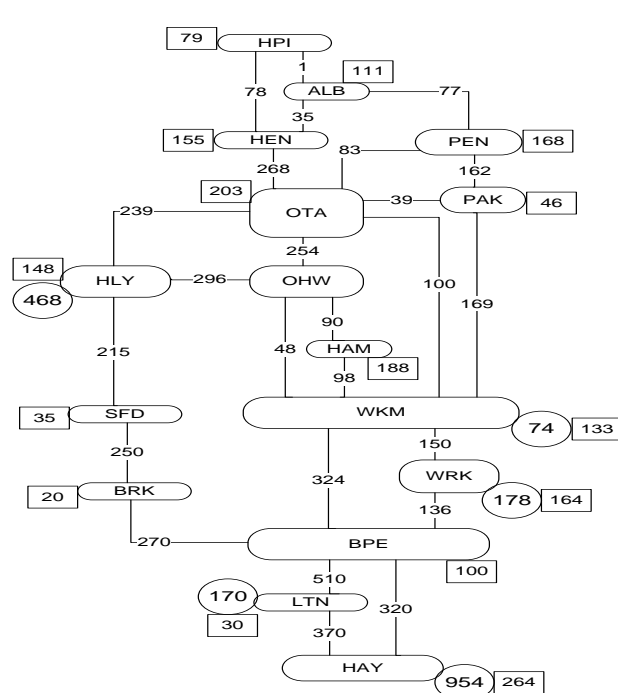 79 HPI
1
111
78 ALB 77
35
155 HEN PEN 168
83
268 162
203
OTA 39 PAK 46
239
254
148
HLY 296 OHW 100
468 169
90
215 48 HAM
98 188
35 SFD WKM
74 133
250 150
324 WRK
20 BRK 178 164
136
270 BPE
100
510
170 LTN 320
30
370
HAY
954 264